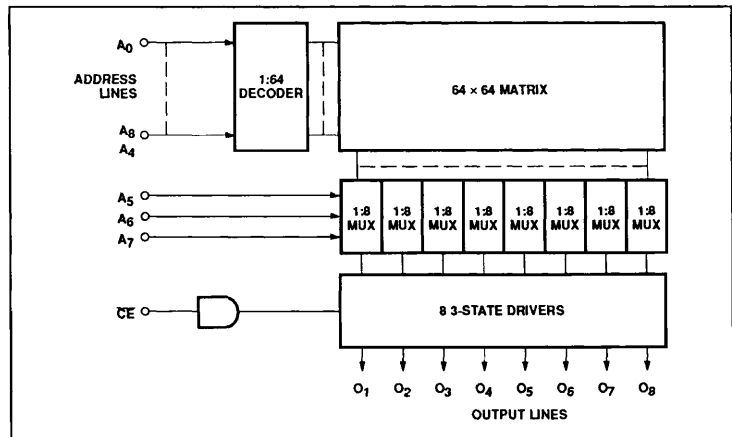 A0
ADDRESS
LINES
A8
A4
1:64
DECODER
64 × 64 MATRIX
A5
A6
A7
1:8
MUX
1:8
MUX
1:8
MUX
1:8
MUX
1:8
MUX
1:8
MUX
1:8
MUX
1:8
MUX
CE
8 3-STATE DRIVERS
O1 O2 O3 O4 O5 O6 O7 O8
OUTPUT LINES